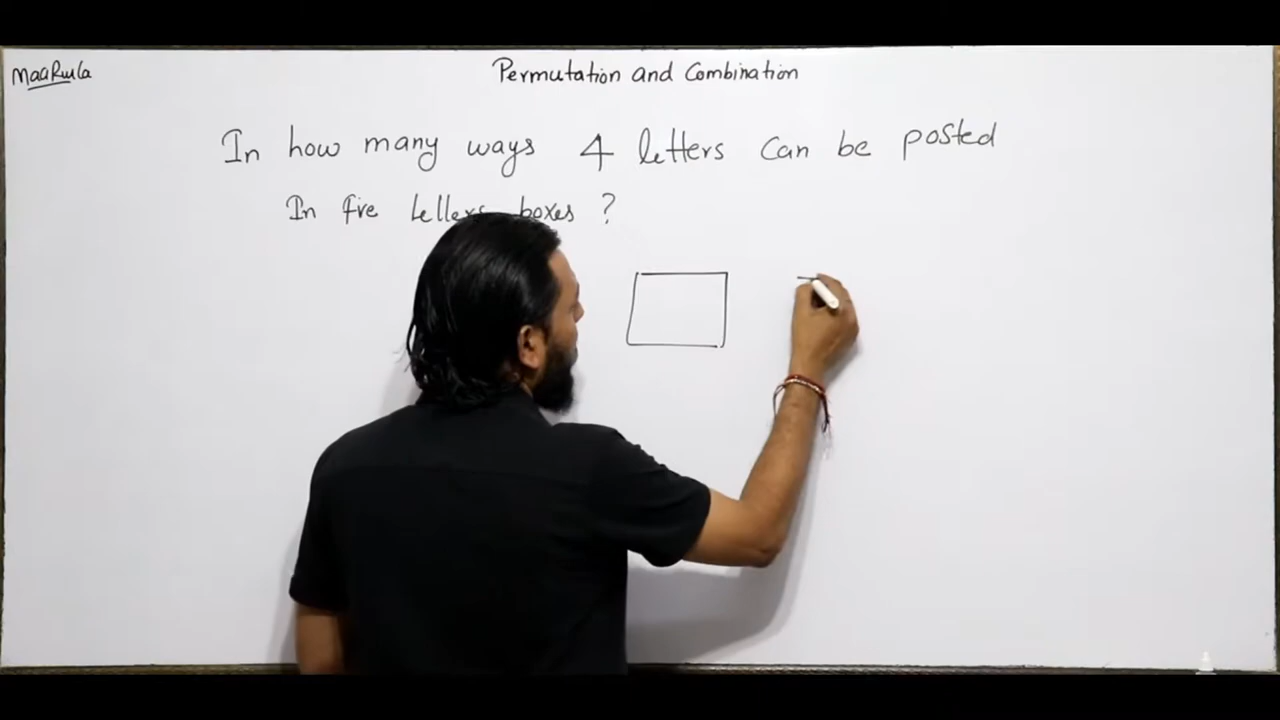 MaaRula
Permutation and Combination
In how many ways 4 letters can be posted
In five letters boxes ?